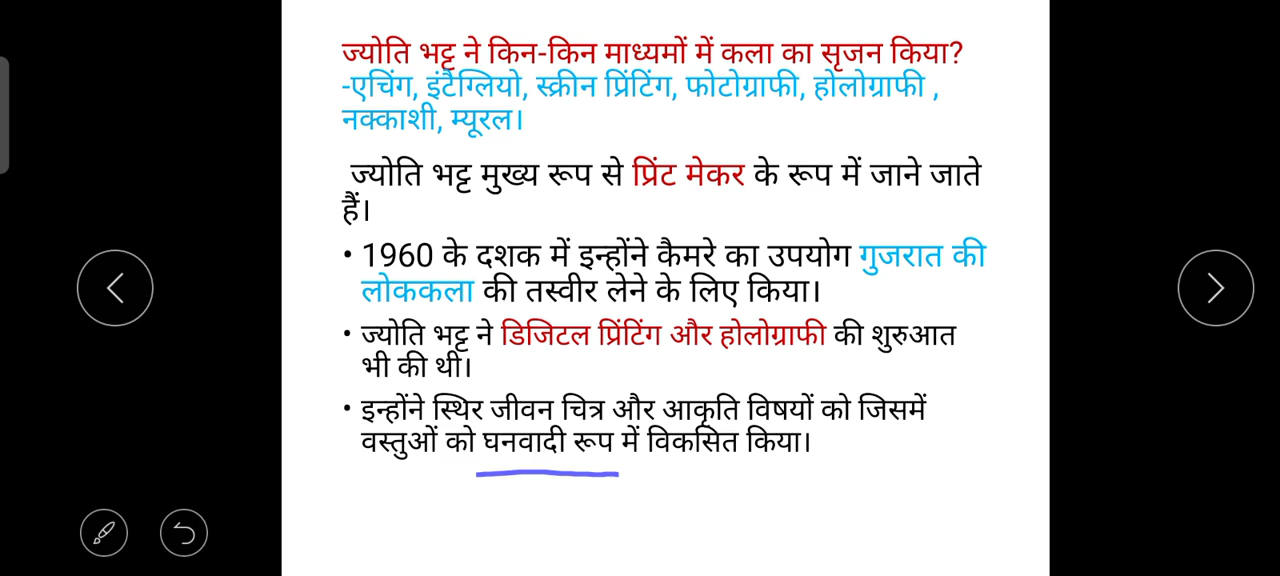 ज्योति भट्ट ने किन-किन माध्यमों में कला का सृजन किया?
-एचिंग, इंटैग्लियो, स्क्रीन प्रिंटिंग, फोटोग्राफी, होलोग्राफी ,
नक्काशी, म्यूरल।
ज्योति भट्ट मुख्य रूप से प्रिंट मेकर के रूप में जाने जाते
हैं।
• 1960 के दशक में इन्होंने कैमरे का उपयोग गुजरात की
लोककला की तस्वीर लेने के लिए किया।
• ज्योति भट्ट ने डिजिटल प्रिंटिंग और होलोग्राफी की शुरुआत
भी की थी।
• इन्होंने स्थिर जीवन चित्र और आकृति विषयों को जिसमें
वस्तुओं को घनवादी रूप में विकसित किया।